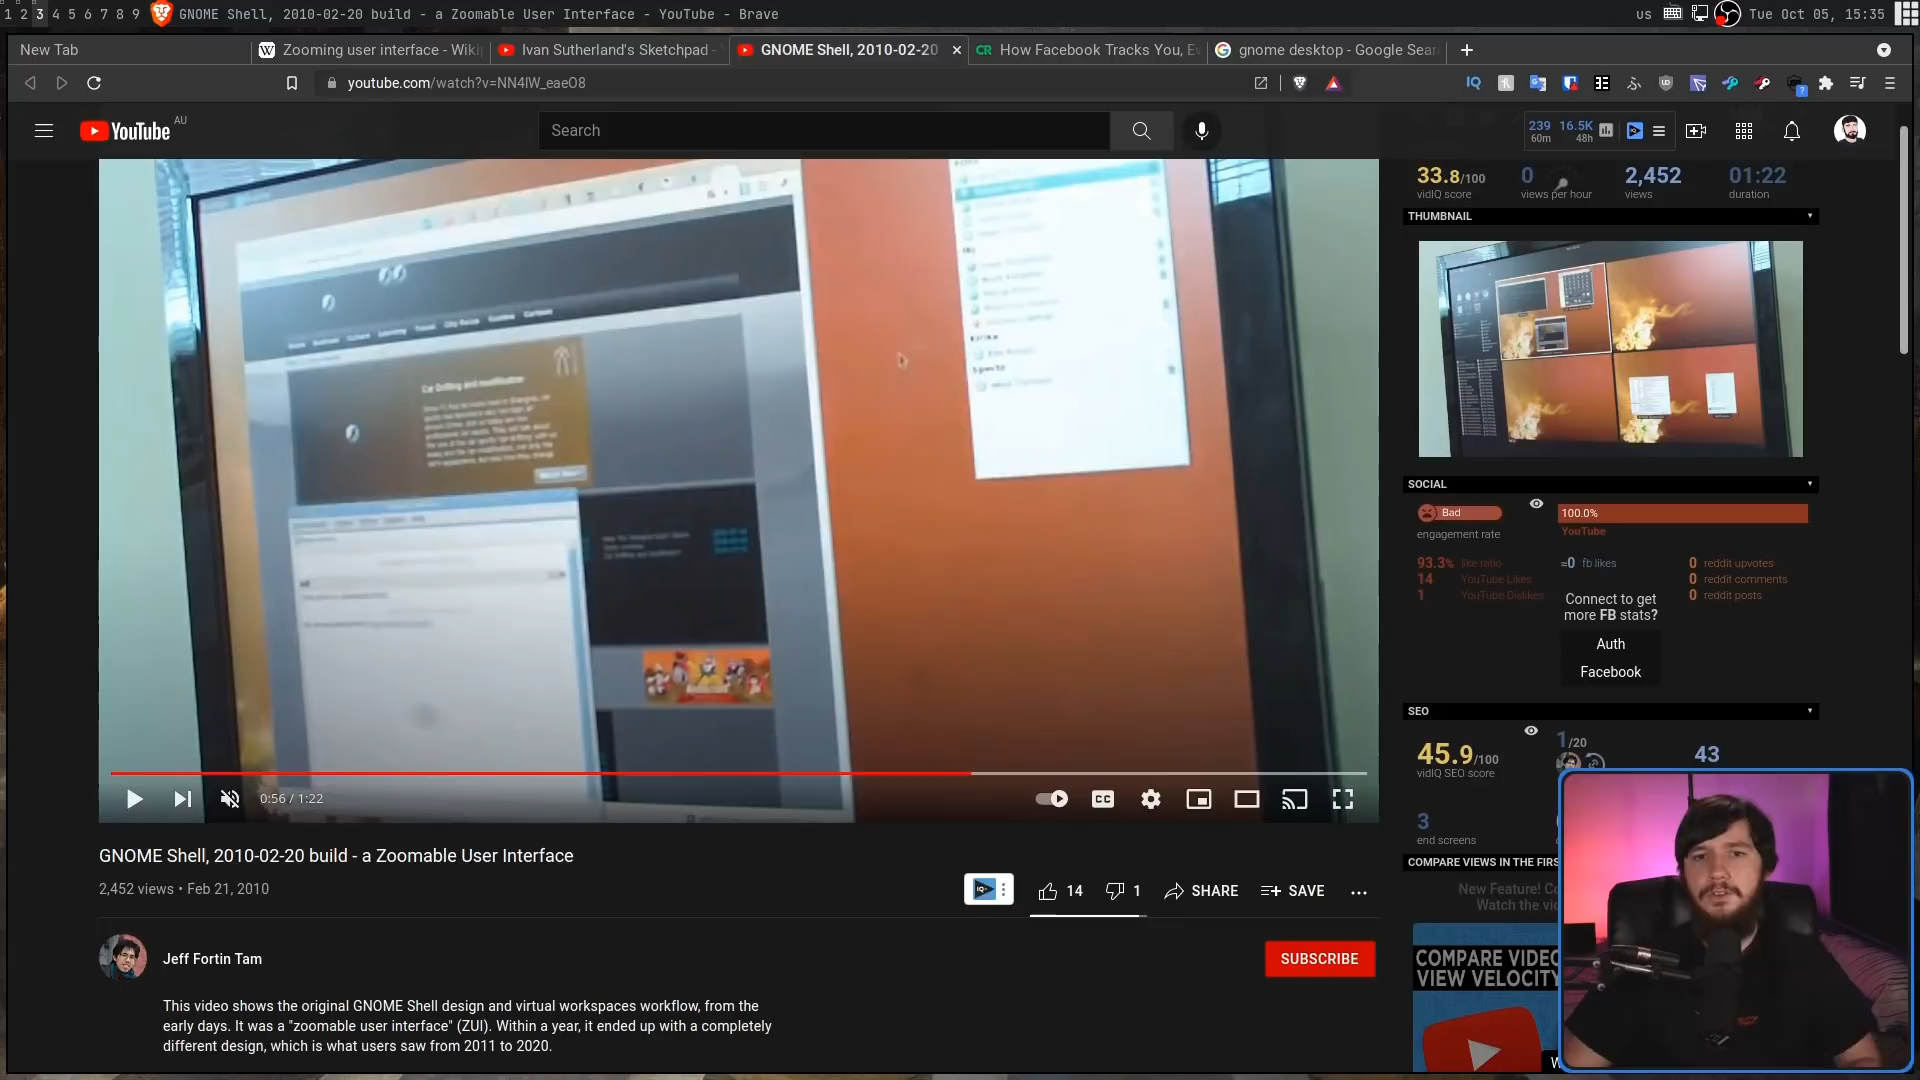 1 2 3 4 5 6 7 8 9 GNOME Shell, 2010-02-20 build - a Zoomable User Interface - YouTube - Brave
us Tue Oct 05, 15:35
New Tab
Zooming user interface - Wiki
Ivan Sutherland's Sketchpad -
GNOME Shell, 2010-02-20
How Facebook Tracks You, Ev
gnome desktop - Google Sear
youtube.com/watch?v=NN4lW_eaeO8
YouTube AU
Search
239 60m 16.5K 48h
33.8/100 0 2,452 01:22
vidIQ score views per hour views duration
THUMBNAIL
SOCIAL
Bad 100.0%
engagement rate YouTube
93.3% like ratio ≈0 fb likes 0 reddit upvotes
14 YouTube Likes 0 reddit comments
1 YouTube Dislikes 0 reddit posts
Connect to get
more FB stats?
Auth
Facebook
SEO
45.9/100 1/20 43
vidIQ SEO score
3
end screens
COMPARE VIEWS IN THE FIRS
New Feature! Co
Watch the vid
COMPARE VIDEO
VIEW VELOCITY
W
Car Drifting and modification
0:56 / 1:22
CC
GNOME Shell, 2010-02-20 build - a Zoomable User Interface
2,452 views • Feb 21, 2010
14 1 SHARE SAVE
Jeff Fortin Tam
SUBSCRIBE
This video shows the original GNOME Shell design and virtual workspaces workflow, from the
early days. It was a "zoomable user interface" (ZUI). Within a year, it ended up with a completely
different design, which is what users saw from 2011 to 2020.